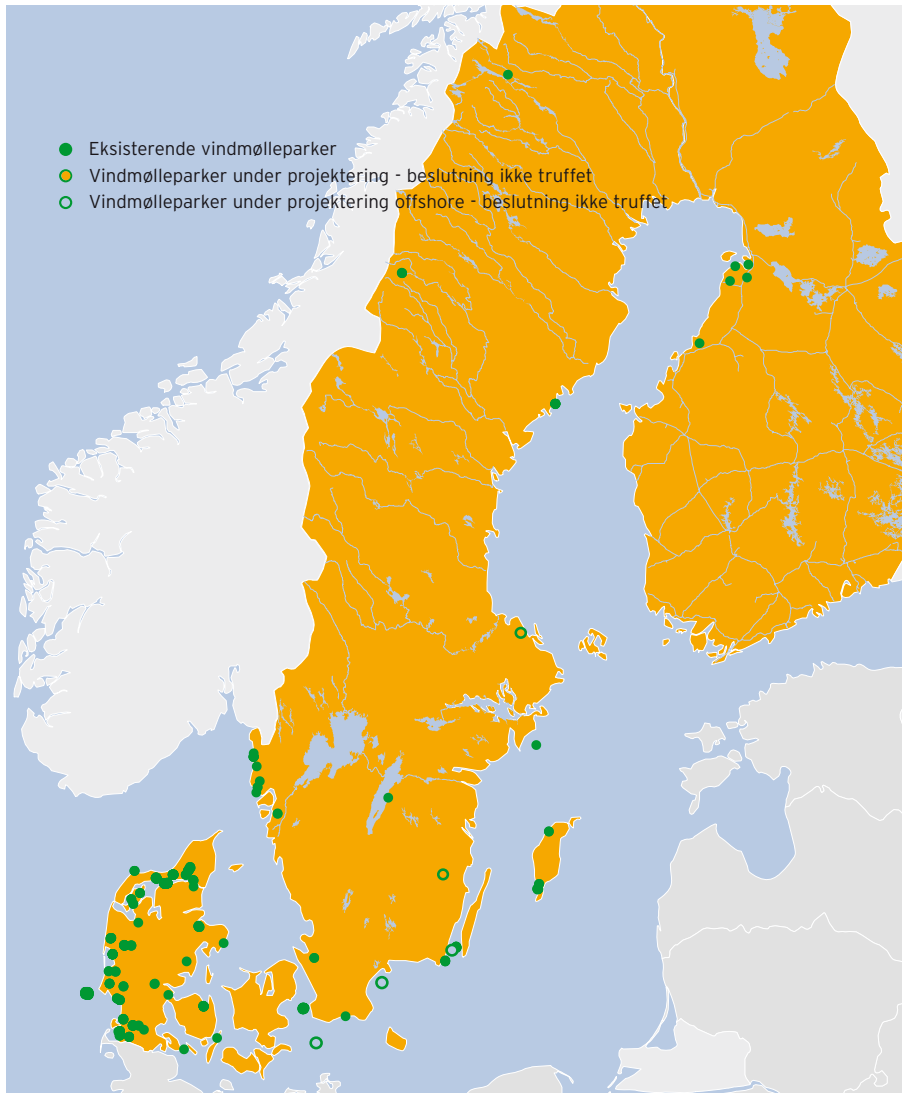 Eksisterende vindmølleparker
Vindmølleparker under projektering - beslutning ikke truffet
Vindmølleparker under projektering offshore - beslutning ikke truffet